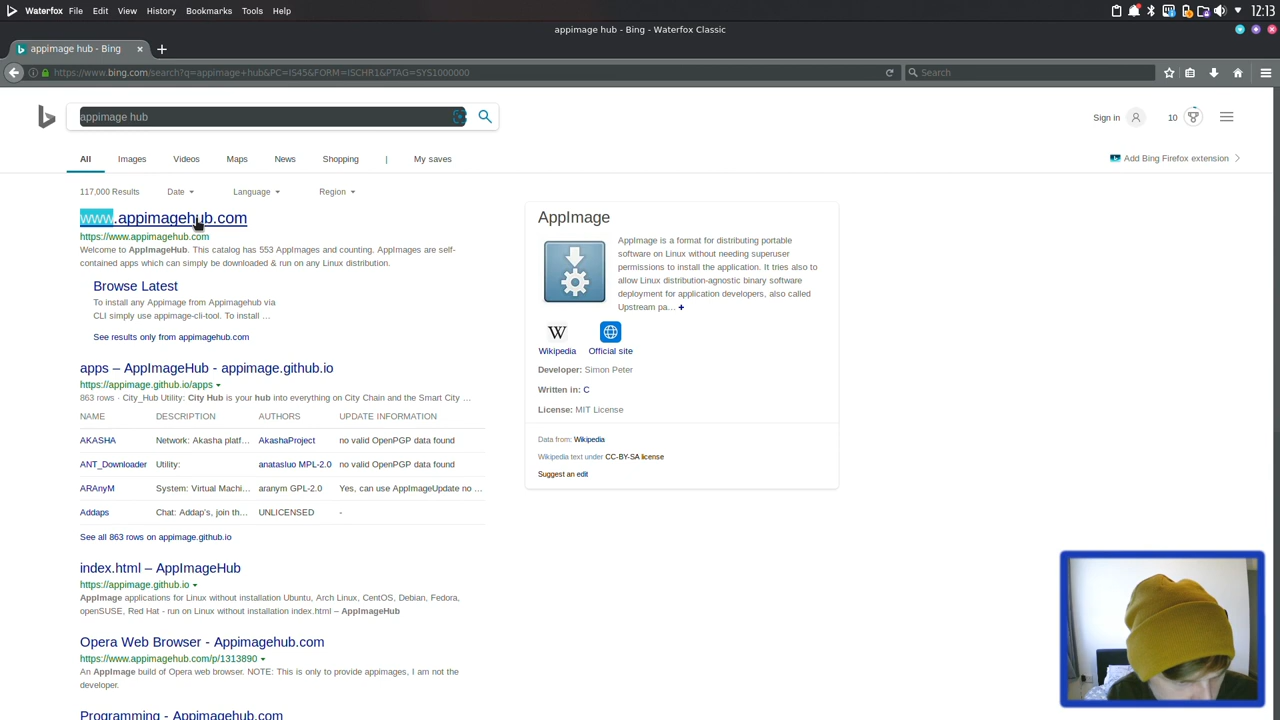 Waterfox File Edit View History Bookmarks Tools Help 12:13
appimage hub - Bing - Waterfox Classic
appimage hub - Bing
https://www.bing.com/search?q=appimage+hub&PC=IS45&FORM=ISCHR1&PTAG=SYS1000000 Search
appimage hub
Sign in 10
All Images Videos Maps News Shopping | My saves
Add Bing Firefox extension
117,000 Results Date Language Region
www.appimagehub.com
https://www.appimagehub.com
Welcome to AppImageHub. This catalog has 553 AppImages and counting. AppImages are self-
contained apps which can simply be downloaded & run on any Linux distribution.
Browse Latest
To install any Appimage from Appimagehub via
CLI simply use appimage-cli-tool. To install ...
See results only from appimagehub.com
apps – AppImageHub - appimage.github.io
https://appimage.github.io/apps
863 rows · City_Hub Utility: City Hub is your hub into everything on City Chain and the Smart City ...
NAME DESCRIPTION AUTHORS UPDATE INFORMATION
AKASHA Network: Akasha platf... AkashaProject no valid OpenPGP data found
ANT_Downloader Utility: anatasluo MPL-2.0 no valid OpenPGP data found
ARAnyM System: Virtual Machi... aranym GPL-2.0 Yes, can use AppImageUpdate no ...
Addaps Chat: Addap's, join th... UNLICENSED -
See all 863 rows on appimage.github.io
index.html – AppImageHub
https://appimage.github.io
AppImage applications for Linux without installation Ubuntu, Arch Linux, CentOS, Debian, Fedora,
openSUSE, Red Hat - run on Linux without installation index.html – AppImageHub
Opera Web Browser - Appimagehub.com
https://www.appimagehub.com/p/1313890
An AppImage build of Opera web browser. NOTE: This is only to provide appimages, I am not the
developer.
Programming - Appimagehub.com
AppImage
AppImage is a format for distributing portable
software on Linux without needing superuser
permissions to install the application. It tries also to
allow Linux distribution-agnostic binary software
deployment for application developers, also called
Upstream pa... +
W
Wikipedia Official site
Developer: Simon Peter
Written in: C
License: MIT License
Data from: Wikipedia
Wikipedia text under CC-BY-SA license
Suggest an edit